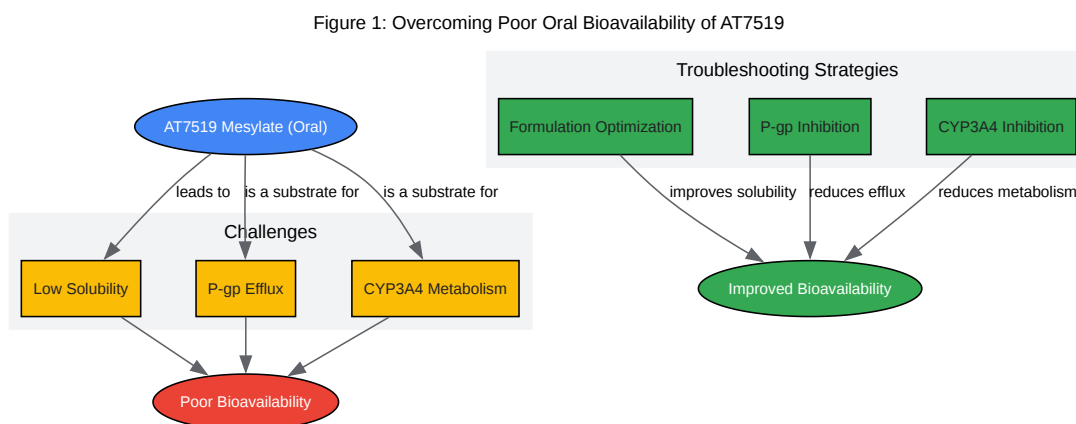 Figure 1: Overcoming Poor Oral Bioavailability of AT7519
Troubleshooting Strategies
AT7519 Mesylate (Oral)
Formulation Optimization
P-gp Inhibition
CYP3A4 Inhibition
leads to
is a substrate for
is a substrate for
improves solubility
reduces efflux
reduces metabolism
Challenges
Low Solubility
P-gp Efflux
CYP3A4 Metabolism
Improved Bioavailability
Poor Bioavailability